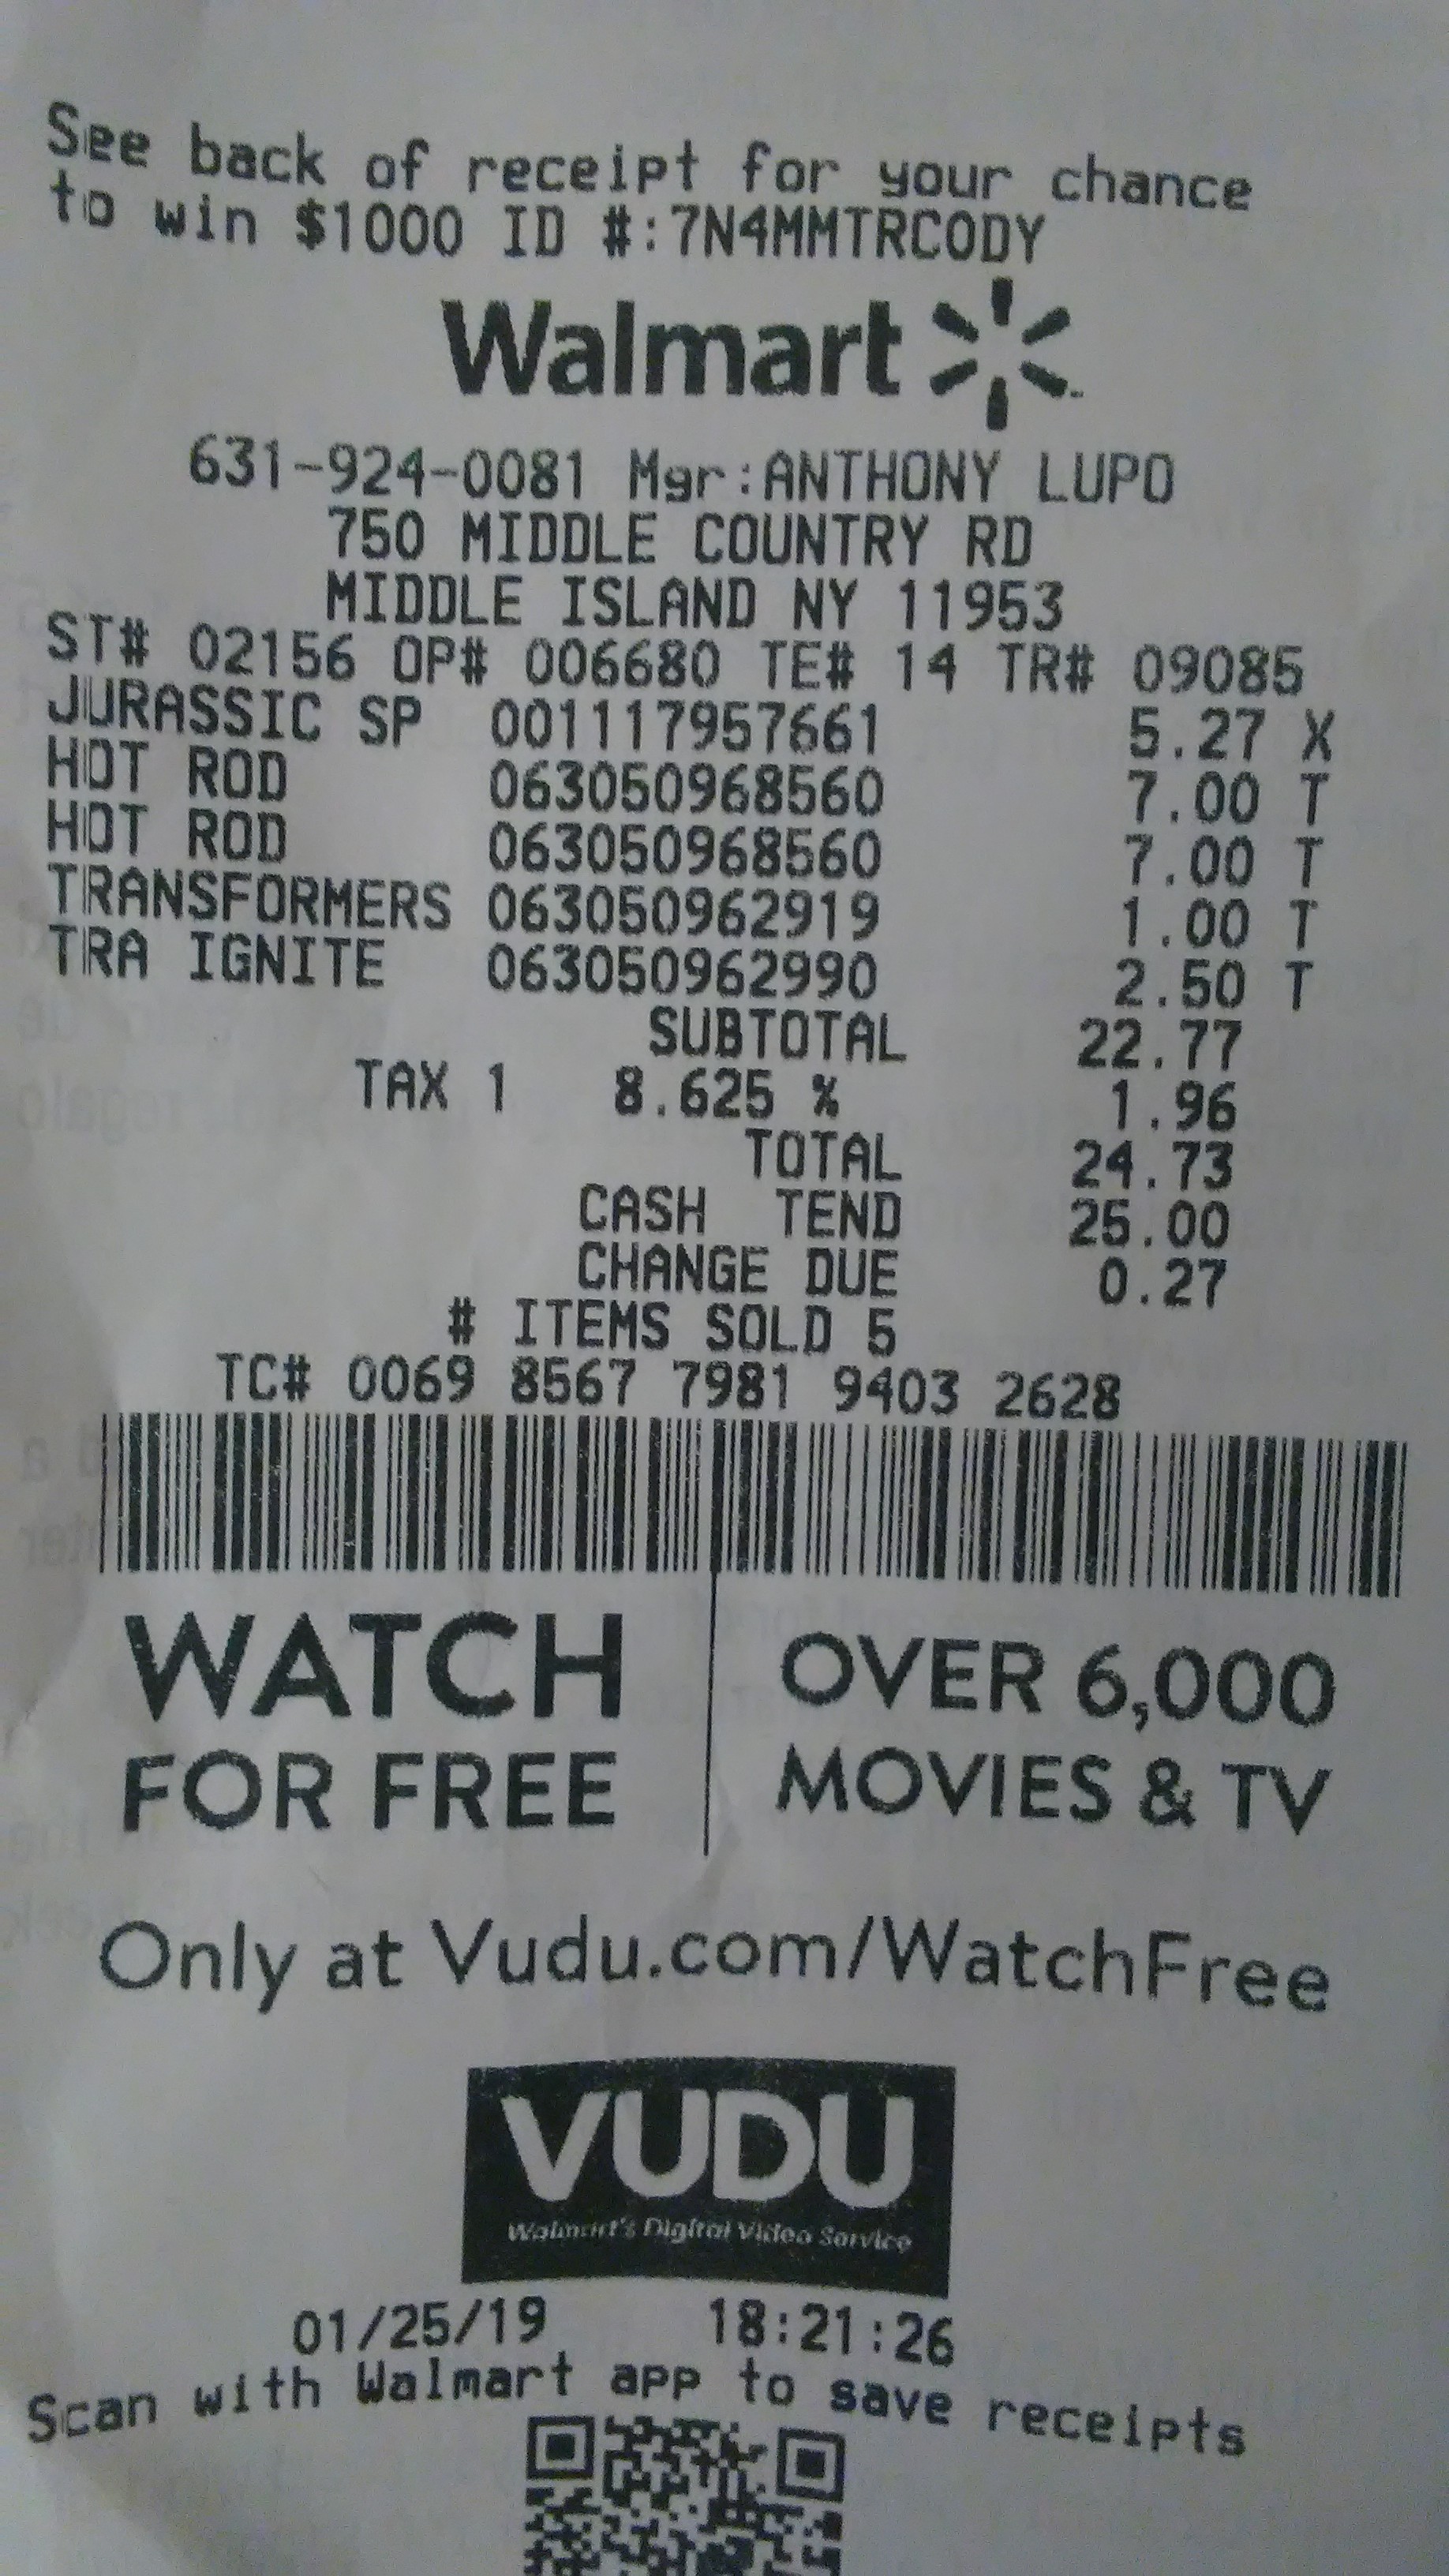 See back of receipt for your chance
to win $1000 ID #:7N4MMTRCODY
Walmart
631-924-0081 Mgr:ANTHONY LUPO
750 MIDDLE COUNTRY RD
MIDDLE ISLAND NY 11953
ST# 02156 OP# 006680 TE# 14 TR# 09085
JURASSIC SP 001117957661 5.27 X
HOT ROD 063050968560 7.00 T
HOT ROD 063050968560 7.00 T
TRANSFORMERS 063050962919 1.00 T
TRA IGNITE 063050962990 2.50 T
SUBTOTAL 22.77
TAX 1 8.625 % 1.96
TOTAL 24.73
CASH TEND 25.00
CHANGE DUE 0.27
# ITEMS SOLD 5
TC# 0069 8567 7981 9403 2628
WATCH
FOR FREE
OVER 6,000
MOVIES & TV
Only at Vudu.com/WatchFree
VUDU
Walmart's Digital Video Service
01/25/19 18:21:26
Scan with Walmart app to save receipts